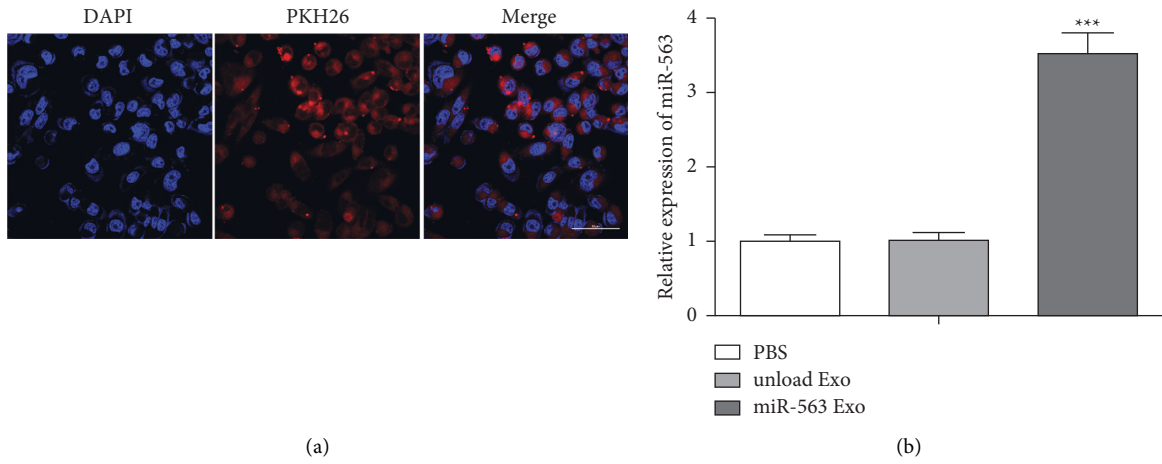 DAPI PKH26 Merge
Relative expression of miR-563
4
3
2
1
0
***
PBS
unload Exo
miR-563 Exo
(a) (b)